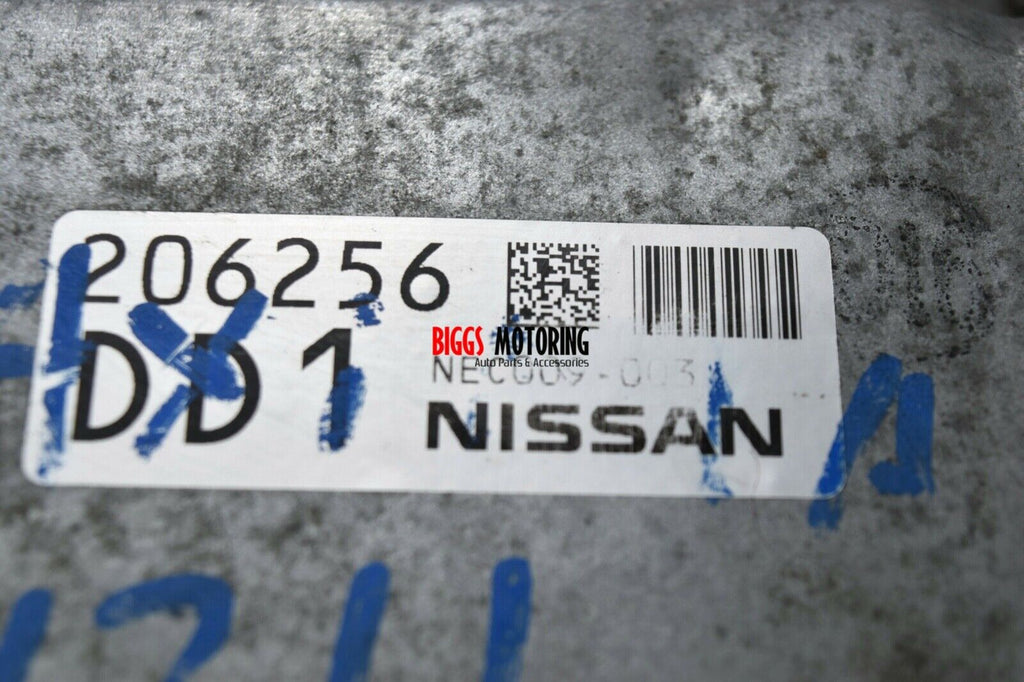 206256
DD1
BIGGS MOTORING
Auto Parts & Accessories
NEC009-003
NISSAN